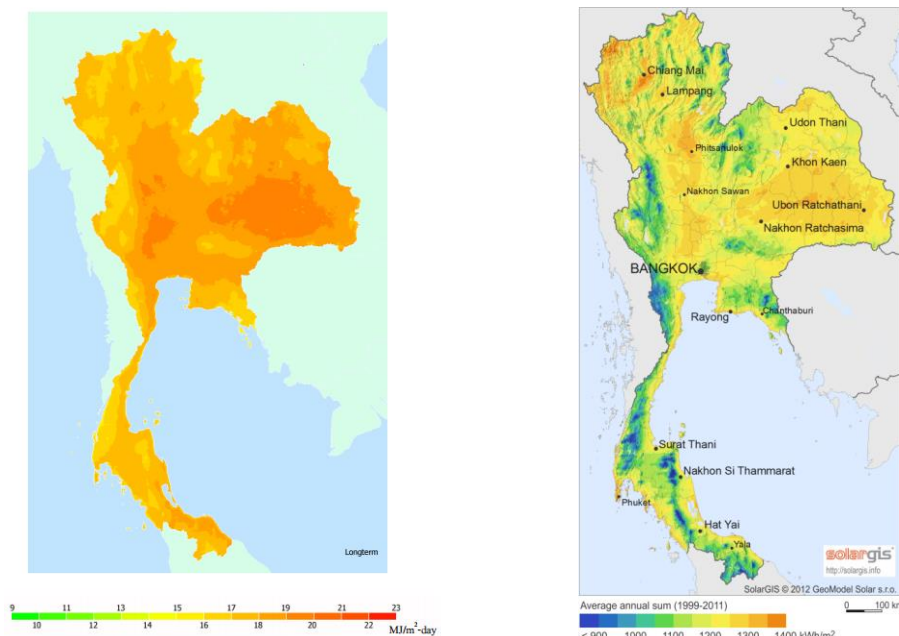 Longterm
9 11 13 15 17 19 21 23
10 12 14 16 18 20 22 MJ/m²-day
Chiang Mai
Lampang
Udon Thani
Phitsanulok
Khon Kaen
Nakhon Sawan
Ubon Ratchathani
Nakhon Ratchasima
BANGKOK
Rayong
Chanthaburi
Surat Thani
Nakhon Si Thammarat
Phuket
Hat Yai
Yala
solargis
http://solargis.info
SolarGIS © 2012 GeoModel Solar s.r.o.
Average annual sum (1999-2011)
0 100 km
< 900 1000 1100 1200 1300 1400 kWh/m²